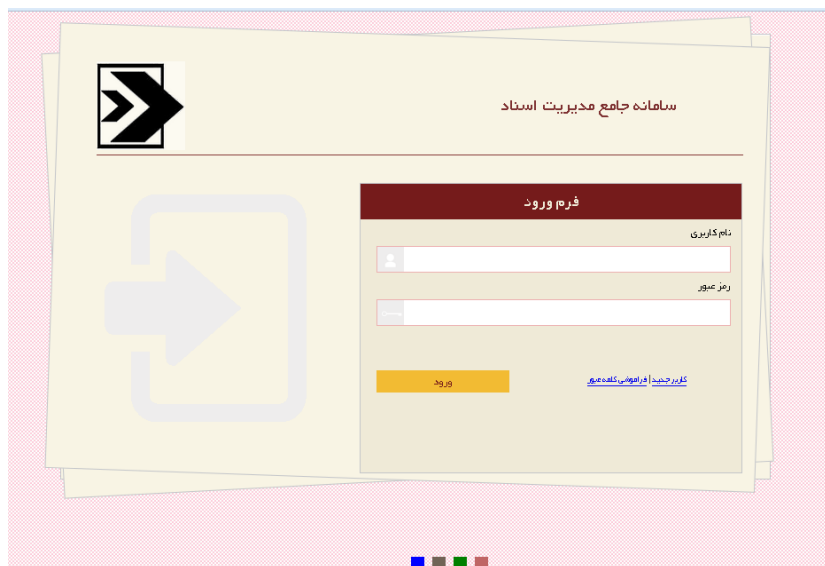 سامانه جامع مدیریت اسناد
فرم ورود
نام کاربری
رمز عبور
کاربر جدید | فراموشی کلمه عبور
ورود